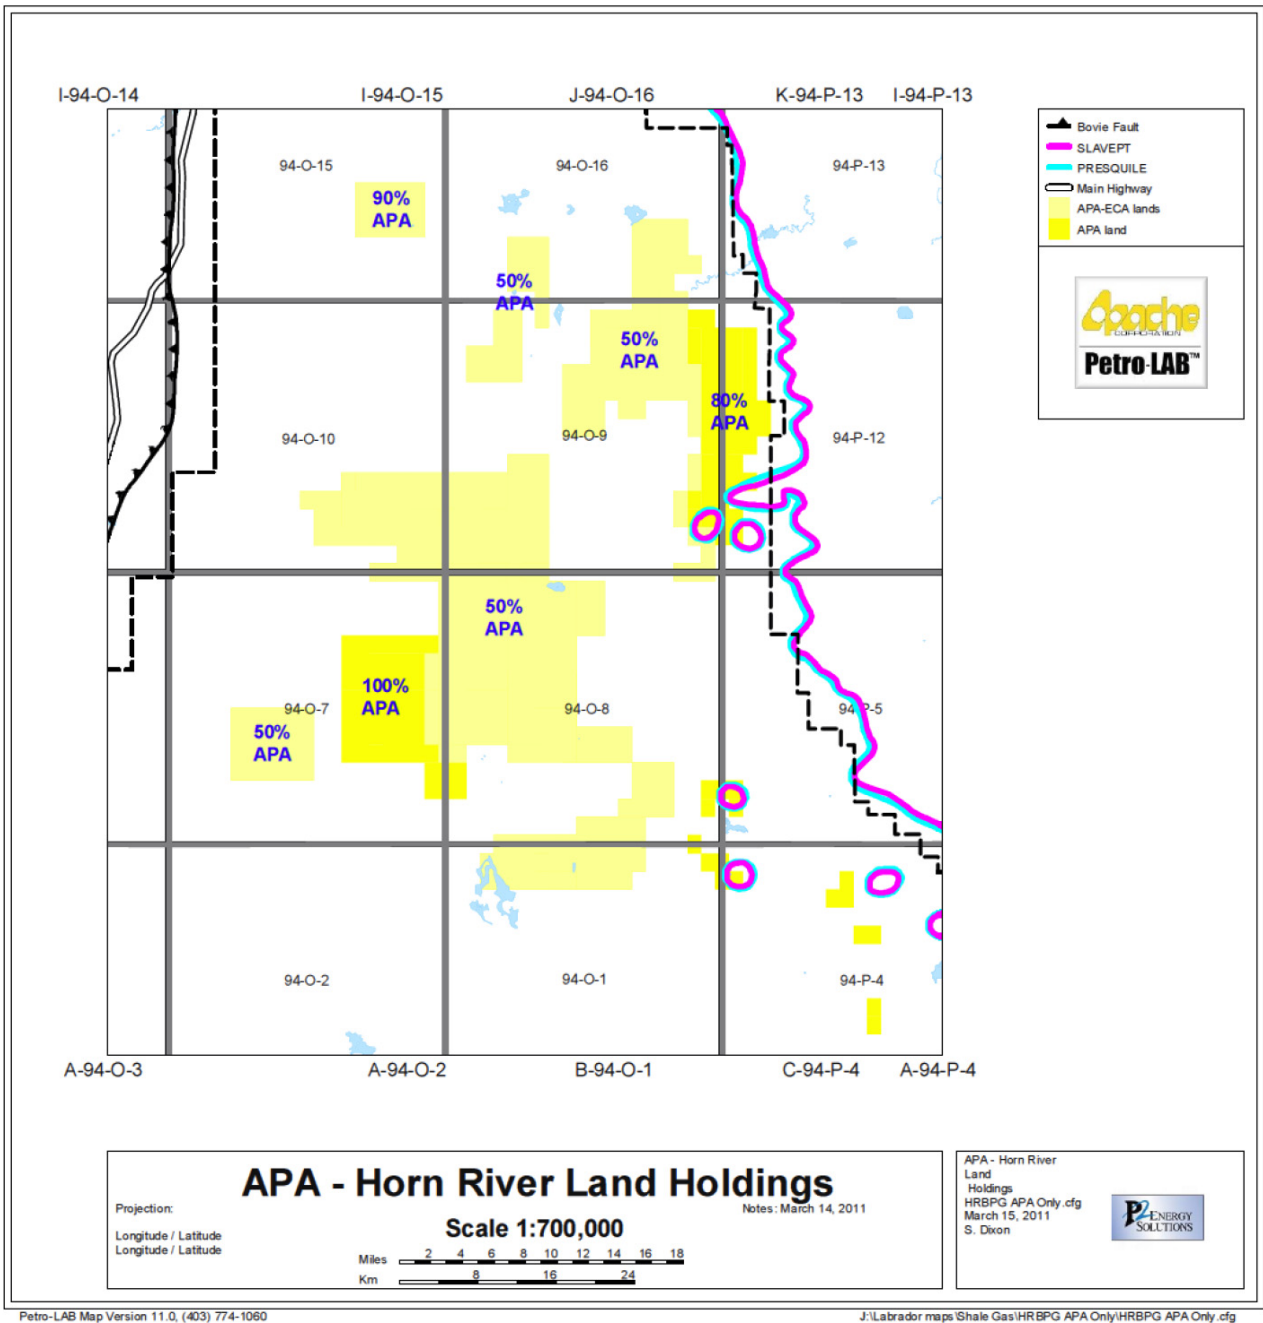 I-94-O-14
I-94-O-15
J-94-O-16
K-94-P-13
I-94-P-13
Bovie Fault
SLAVEPT
PRESQUILE
Main Highway
APA-ECA lands
APA land
Apache
CORPORATION
Petro-LAB™
94-O-15
94-O-16
94-P-13
90%
APA
50%
APA
50%
APA
80%
APA
94-O-10
94-O-9
94-P-12
50%
APA
100%
APA
94-O-7
94-O-8
94-P-5
50%
APA
94-O-2
94-O-1
94-P-4
A-94-O-3
A-94-O-2
B-94-O-1
C-94-P-4
A-94-P-4
APA - Horn River Land Holdings
Projection:
Notes: March 14, 2011
Longitude / Latitude
Longitude / Latitude
Scale 1:700,000
Miles 2 4 6 8 10 12 14 16 18
Km 8 16 24
APA - Horn River
Land
Holdings
HRBPG APA Only.cfg
March 15, 2011
S. Dixon
P2 ENERGY
SOLUTIONS
Petro-LAB Map Version 11.0, (403) 774-1060
J:\Labrador maps\Shale Gas\HRBPG APA Only\HRBPG APA Only.cfg